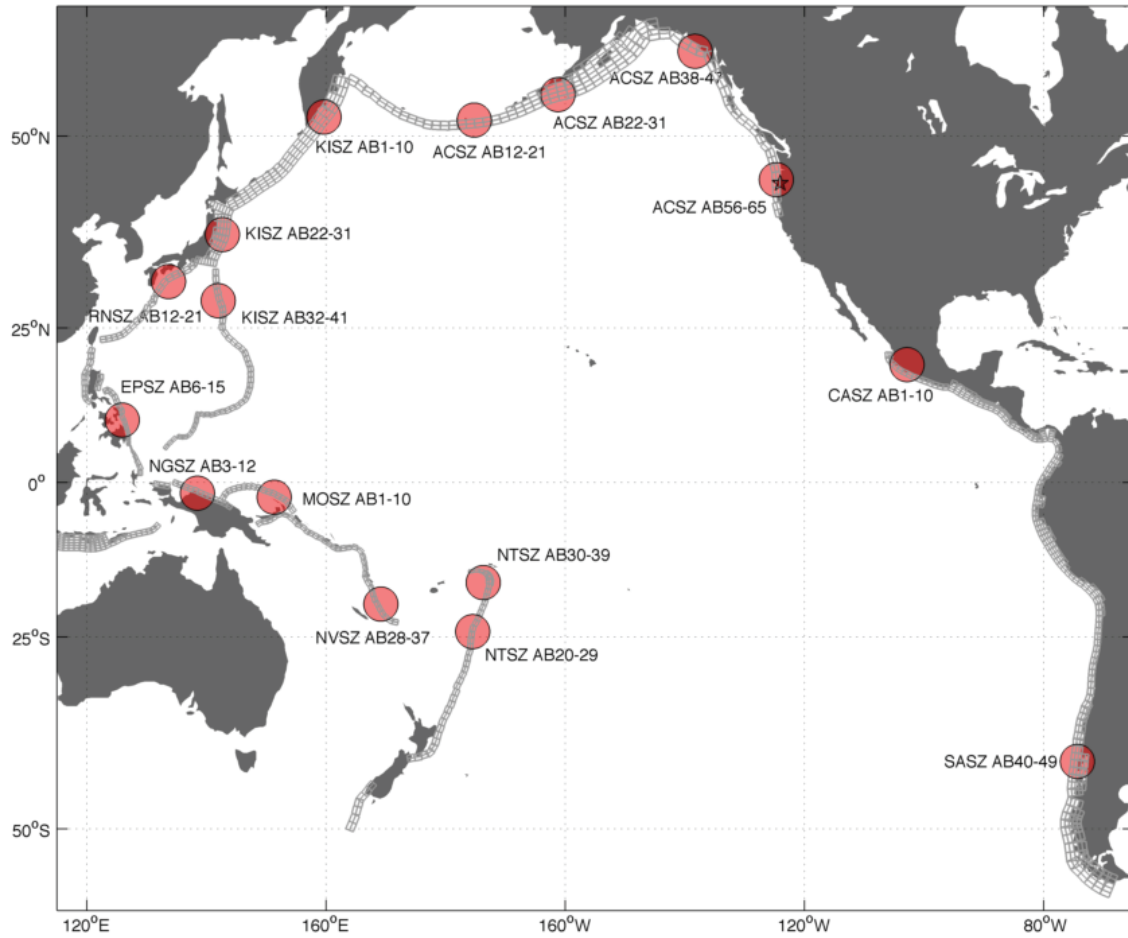 ACSZ AB38-47
ACSZ AB22-31
50°N
KISZ AB1-10
ACSZ AB12-21
ACSZ AB56-65
KISZ AB22-31
RNSZ AB12-21
KISZ AB32-41
25°N
EPSZ AB6-15
CASZ AB1-10
NGSZ AB3-12
0°
MOSZ AB1-10
NTSZ AB30-39
NVSZ AB28-37
25°S
NTSZ AB20-29
SASZ AB40-49
50°S
120°E
160°E
160°W
120°W
80°W